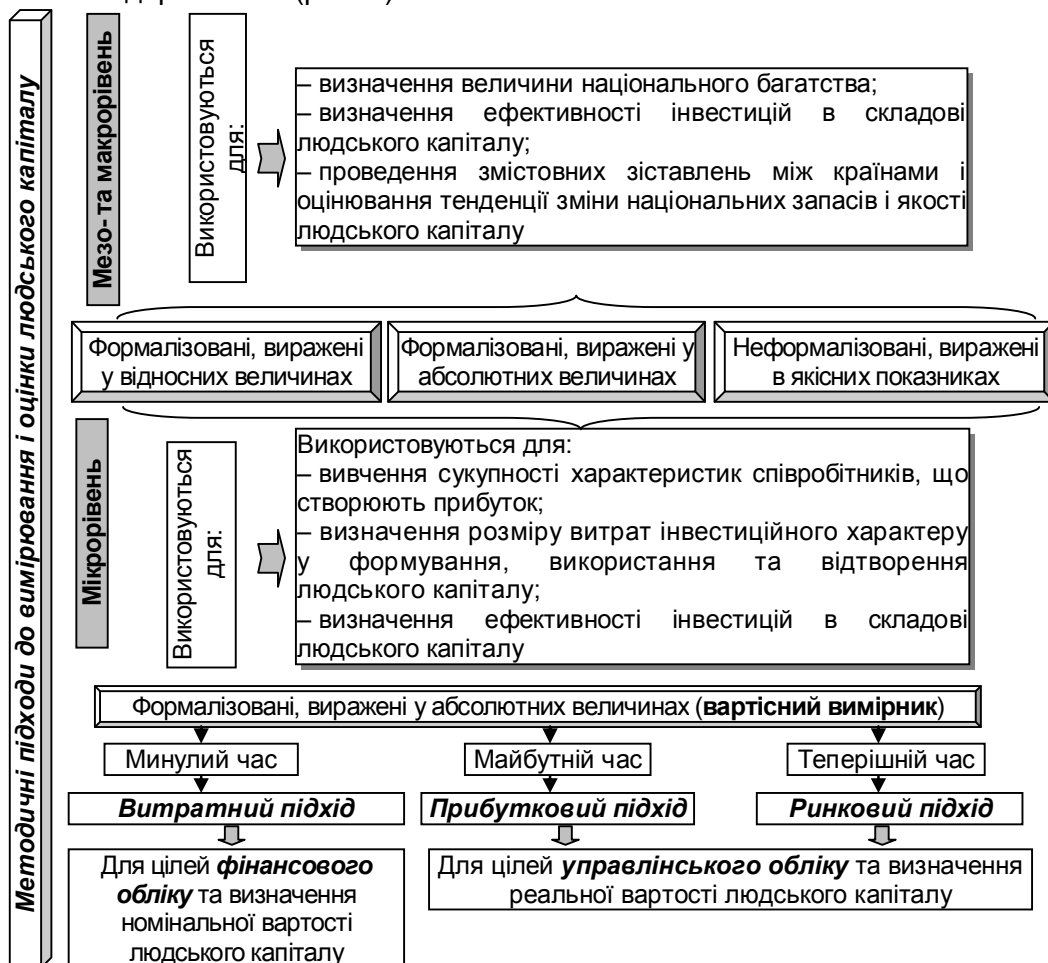 Методичні підходи до вимірювання і оцінки людського капіталу
Мезо- та макрорівень
Використовуються
для:
– визначення величини національного багатства;
– визначення ефективності інвестицій в складові
людського капіталу;
– проведення змістовних зіставлень між країнами і
оцінювання тенденції зміни національних запасів і якості
людського капіталу
Формалізовані, виражені
у відносних величинах
Формалізовані, виражені у
абсолютних величинах
Неформалізовані, виражені
в якісних показниках
Мікрорівень
Використовуються
для:
Використовуються для:
– вивчення сукупності характеристик співробітників, що
створюють прибуток;
– визначення розміру витрат інвестиційного характеру
у формування, використання та відтворення
людського капіталу;
– визначення ефективності інвестицій в складові
людського капіталу
Формалізовані, виражені у абсолютних величинах (вартісний вимірник)
Минулий час
Майбутній час
Теперішній час
Витратний підхід
Прибутковий підхід
Ринковий підхід
Для цілей фінансового
обліку та визначення
номінальної вартості
людського капіталу
Для цілей управлінського обліку та визначення
реальної вартості людського капіталу